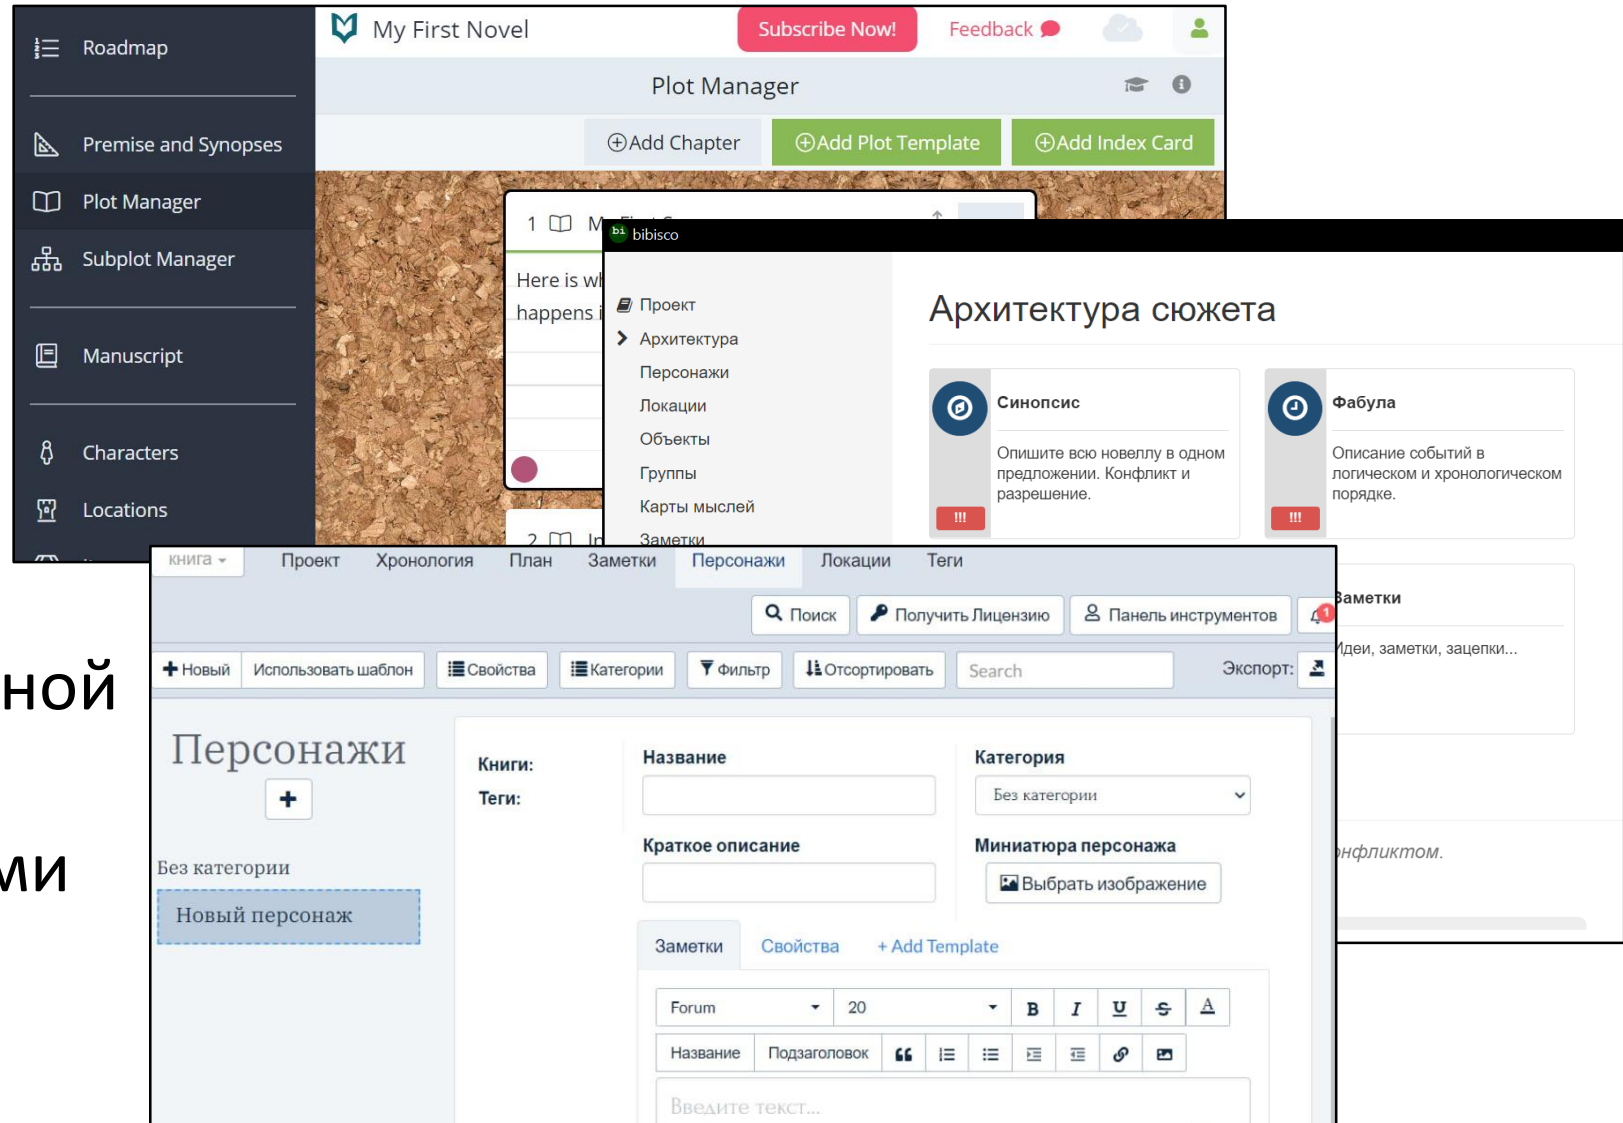 My First Novel
Subscribe Now!
Feedback
Roadmap
Plot Manager
Premise and Synopses
Add Chapter
Add Plot Template
Add Index Card
Plot Manager
Subplot Manager
Manuscript
Characters
Locations
1
Here is
happens
2
bibisco
Проект
Архитектура
Персонажи
Локации
Объекты
Группы
Карты мыслей
Заметки
Архитектура сюжета
Синопсис
Опишите всю новеллу в одном
предложении. Конфликт и
разрешение.
!!!
Фабула
Описание событий в
логическом и хронологическом
порядке.
!!!
Заметки
Идеи, заметки, зацепки...
онфликтом.
ной
ми
книга
Проект
Хронология
План
Заметки
Персонажи
Локации
Теги
Поиск
Получить Лицензию
Панель инструментов
1
Новый
Использовать шаблон
Свойства
Категории
Фильтр
Отсортировать
Search
Экспорт:
Персонажи
Без категории
Новый персонаж
Книги:
Теги:
Название
Категория
Без категории
Краткое описание
Миниатюра персонажа
Выбрать изображение
Заметки
Свойства
+ Add Template
Forum
20
B
I
U
S
A
Название
Подзаголовок
Введите текст...